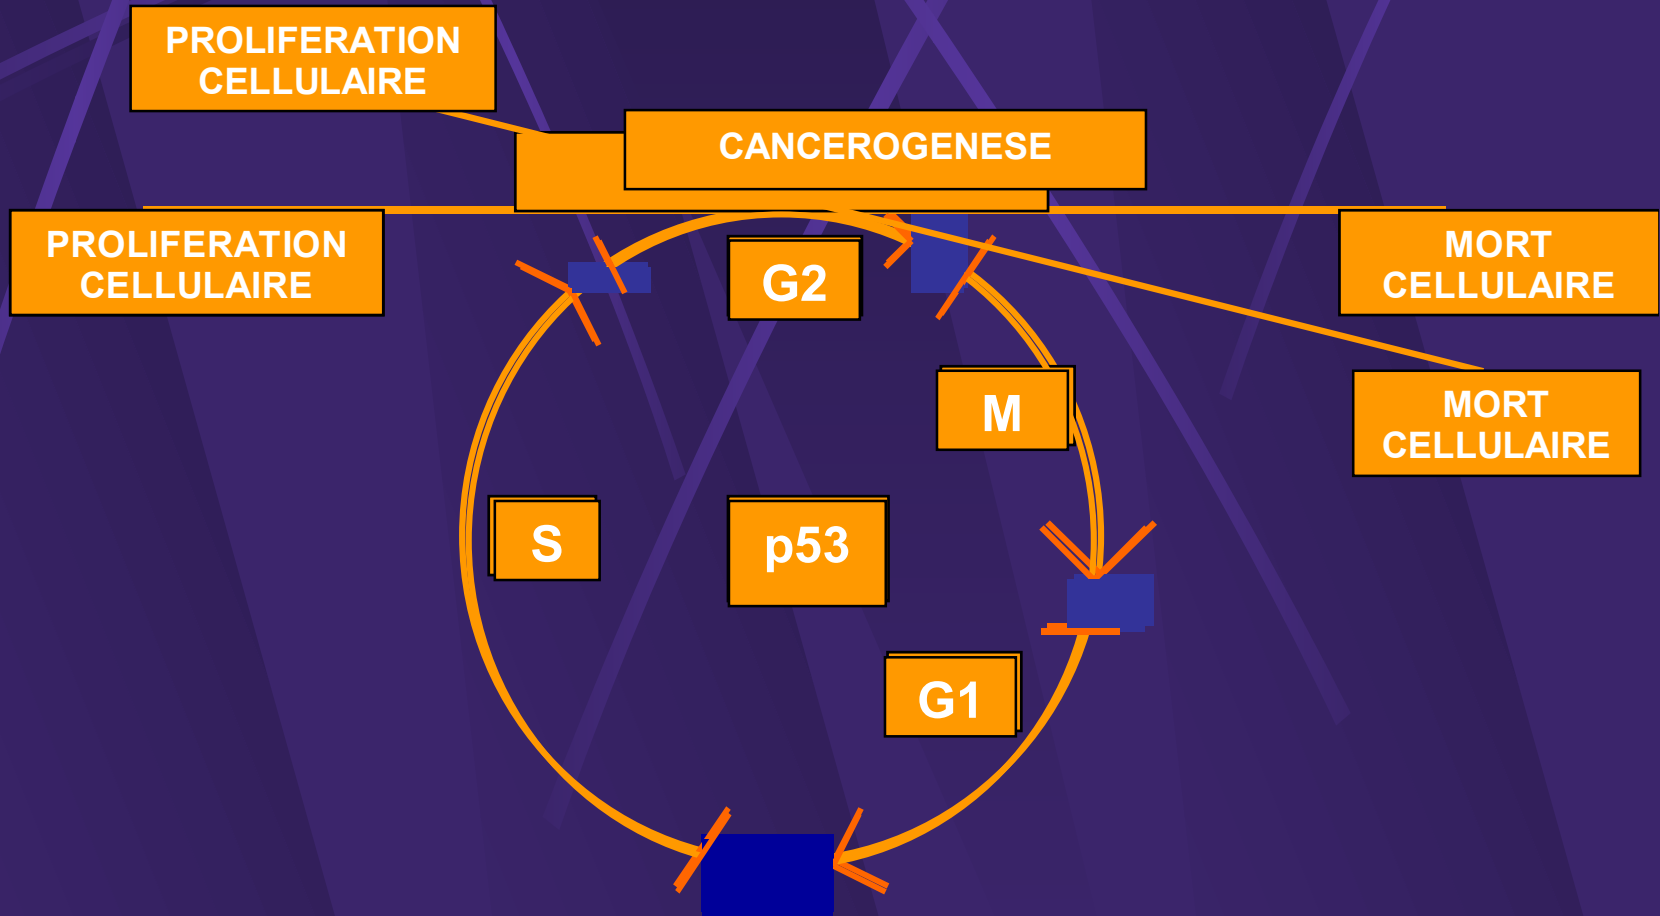 PROLIFERATION
CELLULAIRE
CANCEROGENESE
PROLIFERATION
CELLULAIRE
MORT
CELLULAIRE
G2
M
MORT
CELLULAIRE
S
p53
G1